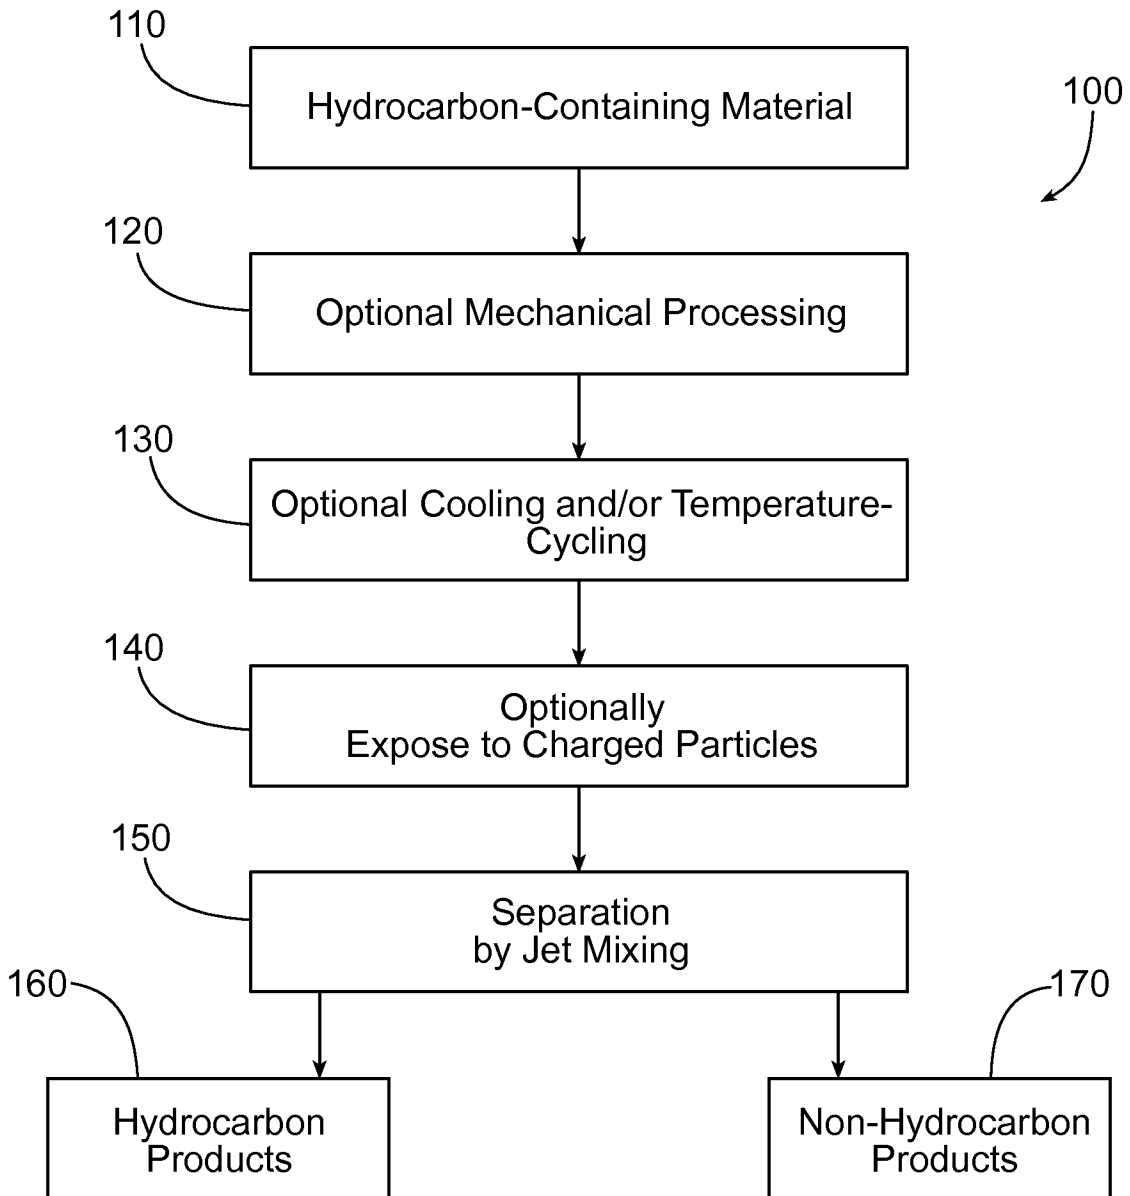 110
Hydrocarbon-Containing Material
100
120
Optional Mechanical Processing
130
Optional Cooling and/or Temperature-
Cycling
140
Optionally
Expose to Charged Particles
150
Separation
by Jet Mixing
160
170
Hydrocarbon
Products
Non-Hydrocarbon
Products